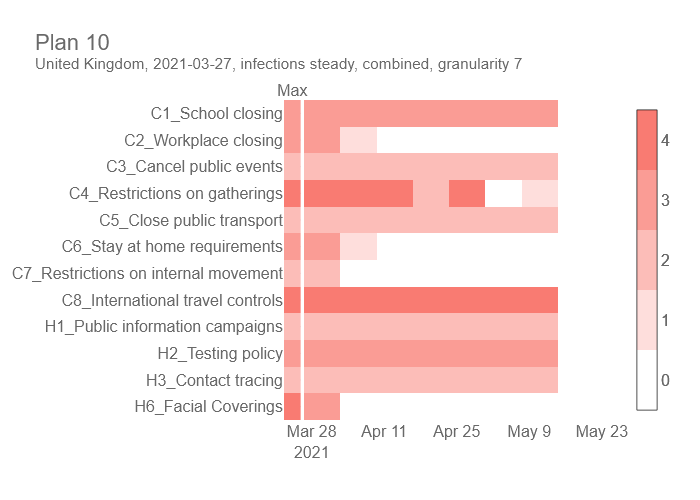 Plan 10
United Kingdom, 2021-03-27, infections steady, combined, granularity 7
Max
C1_School closing
C2_Workplace closing
C3_Cancel public events
C4_Restrictions on gatherings
C5_Close public transport
C6_Stay at home requirements
C7_Restrictions on internal movement
C8_International travel controls
H1_Public information campaigns
H2_Testing policy
H3_Contact tracing
H6_Facial Coverings
Mar 28 Apr 11 Apr 25 May 9 May 23
2021
4
3
2
1
0